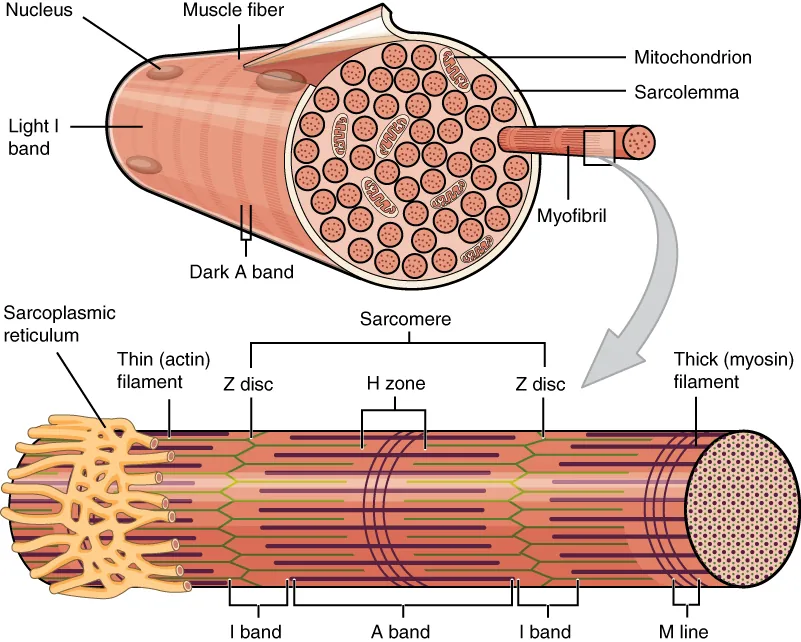 Nucleus
Muscle fiber
Mitochondrion
Sarcolemma
Light I
band
Myofibril
Dark A band
Sarcoplasmic
reticulum
Sarcomere
Thin (actin)
filament
Z disc
H zone
Z disc
Thick (myosin)
filament
I band
A band
I band
M line